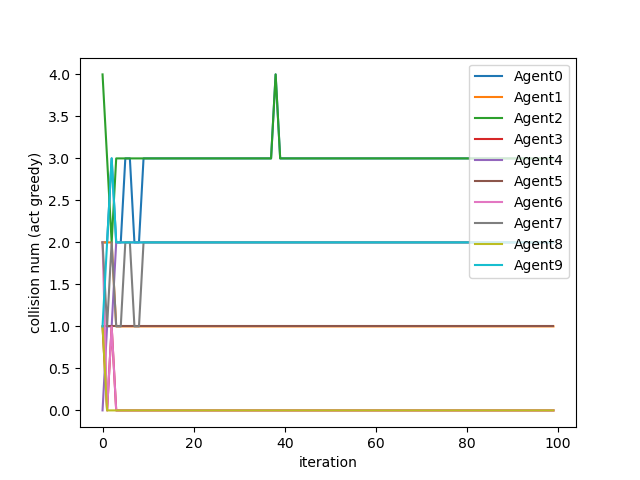 collision num (act greedy)
4.0
3.5
3.0
2.5
2.0
1.5
1.0
0.5
0.0
Agent0
Agent1
Agent2
Agent3
Agent4
Agent5
Agent6
Agent7
Agent8
Agent9
0 20 40 60 80 100
iteration